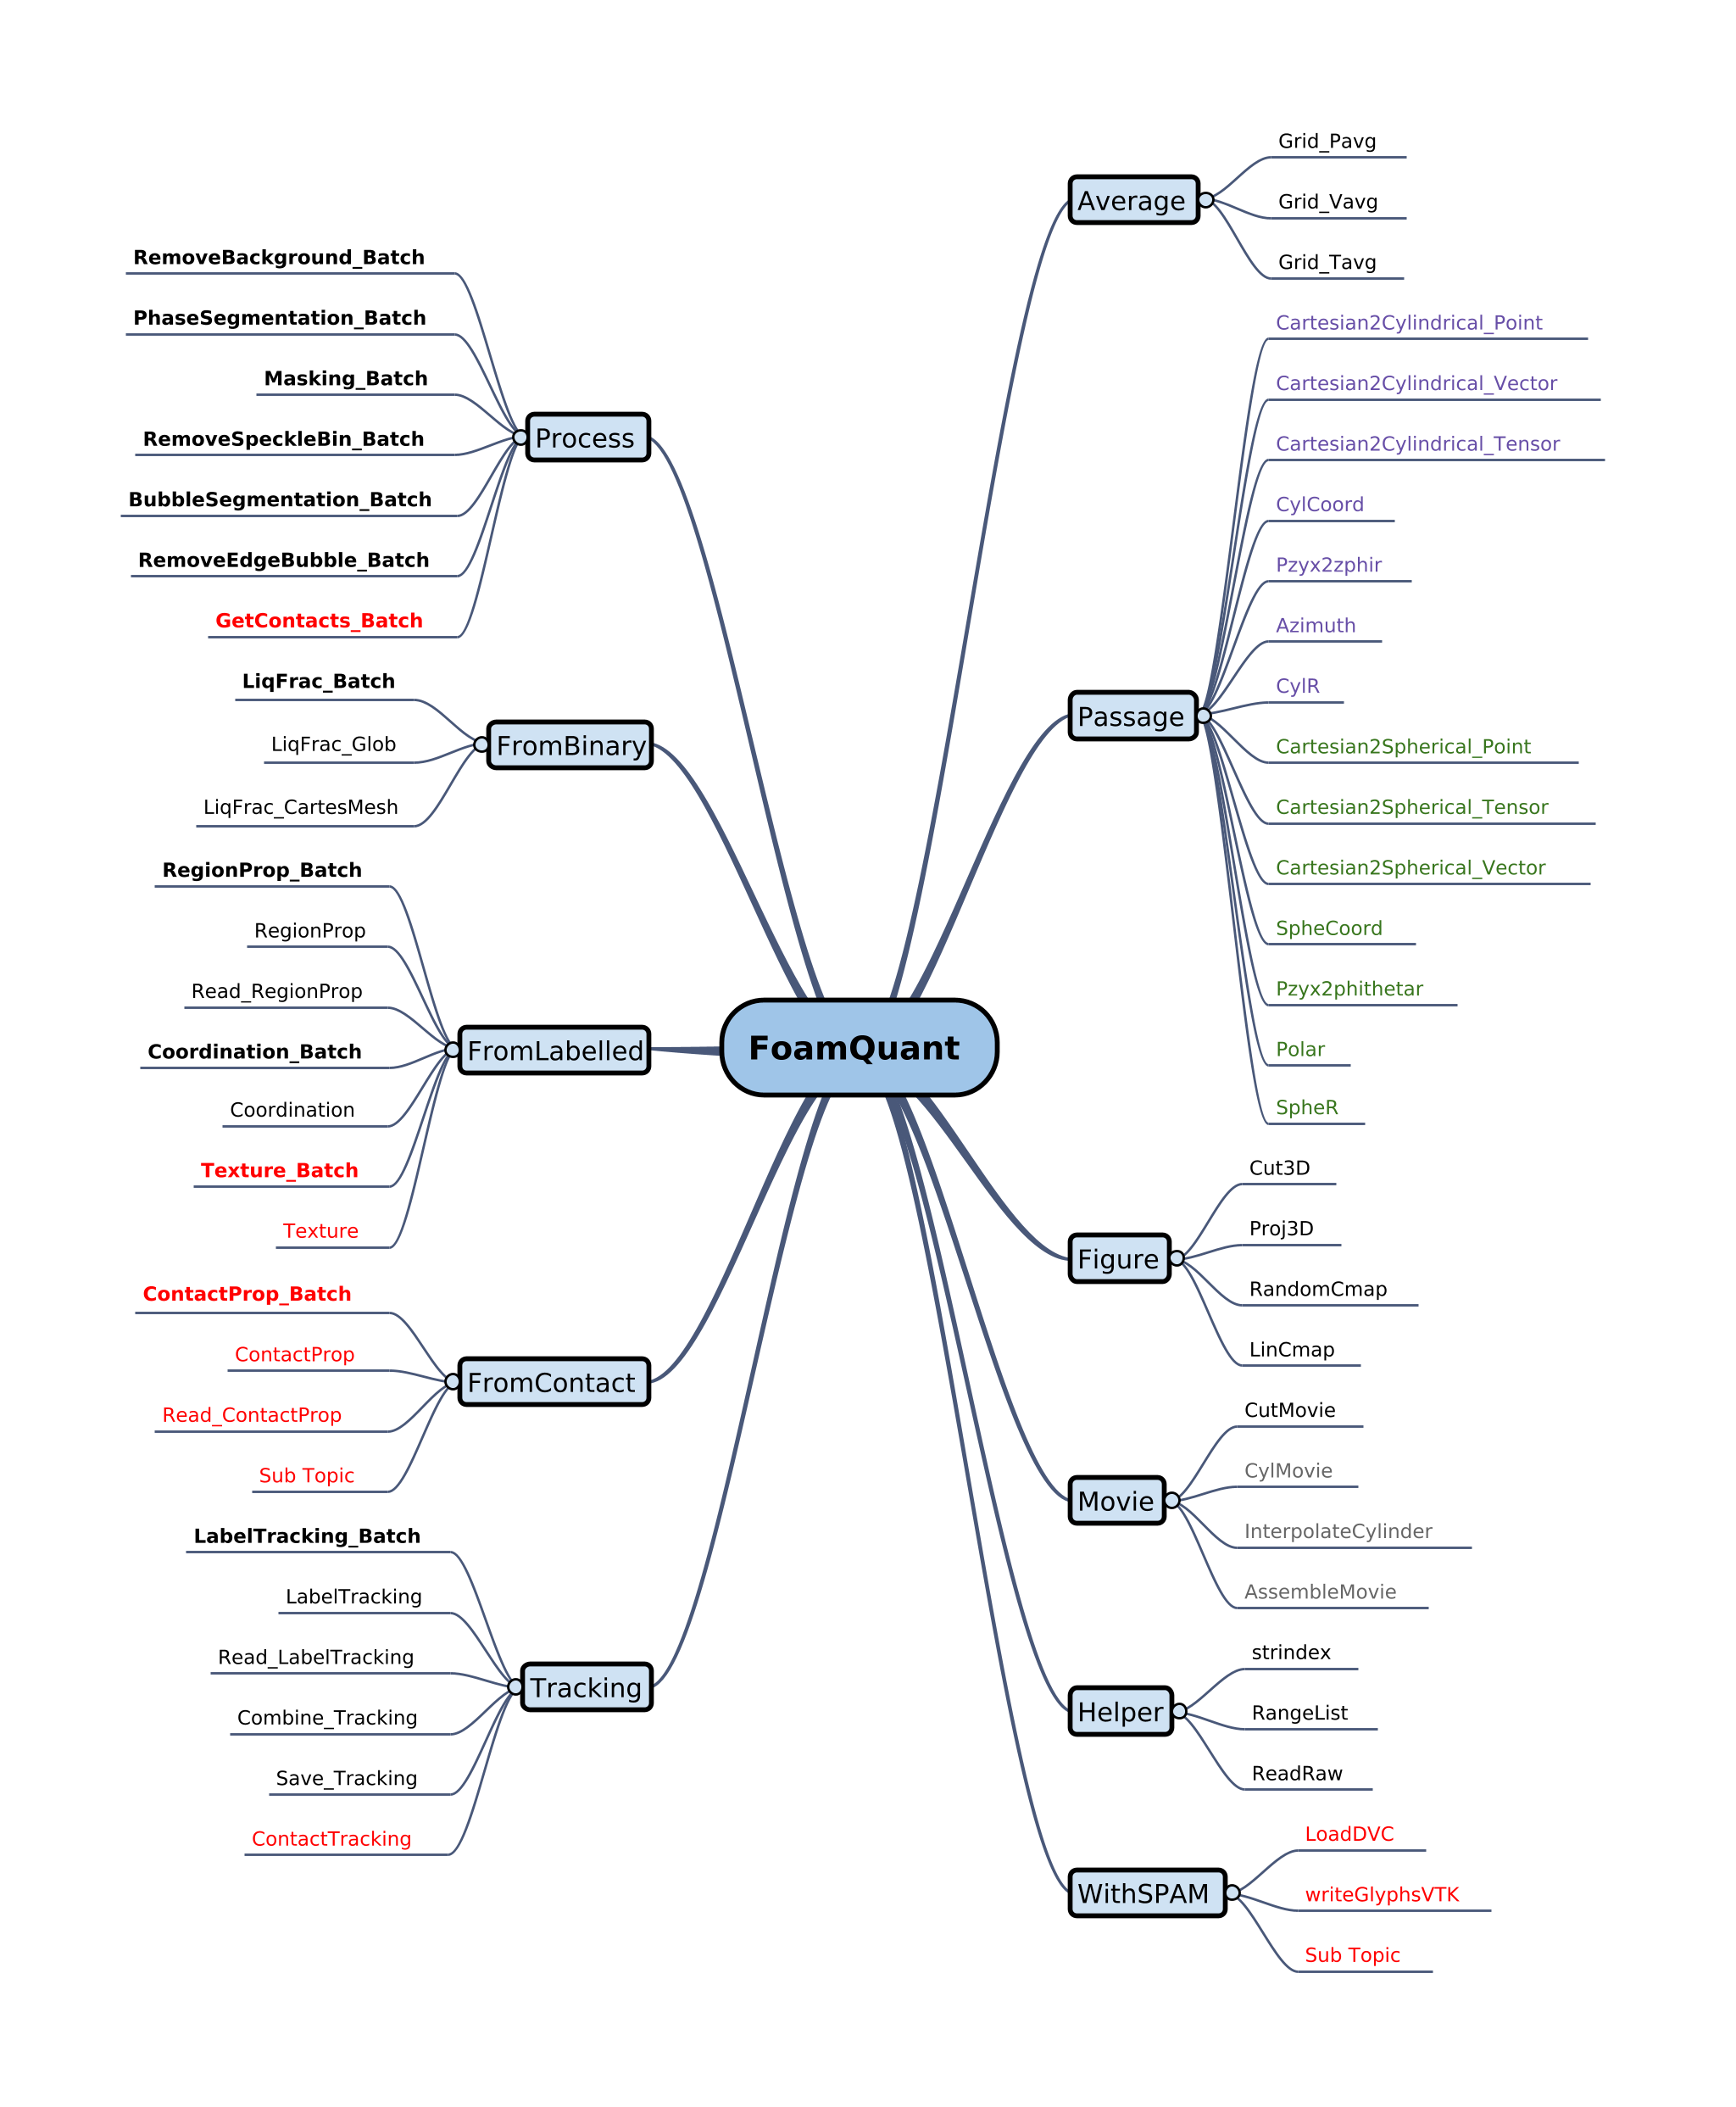 FoamQuant
Process
RemoveBackground_Batch
PhaseSegmentation_Batch
Masking_Batch
RemoveSpeckleBin_Batch
BubbleSegmentation_Batch
RemoveEdgeBubble_Batch
GetContacts_Batch
FromBinary
LiqFrac_Batch
LiqFrac_Glob
LiqFrac_CartesMesh
FromLabelled
RegionProp_Batch
RegionProp
Read_RegionProp
Coordination_Batch
Coordination
Texture_Batch
Texture
FromContact
ContactProp_Batch
ContactProp
Read_ContactProp
Sub Topic
Tracking
LabelTracking_Batch
LabelTracking
Read_LabelTracking
Combine_Tracking
Save_Tracking
ContactTracking
Average
Grid_Pavg
Grid_Vavg
Grid_Tavg
Passage
Cartesian2Cylindrical_Point
Cartesian2Cylindrical_Vector
Cartesian2Cylindrical_Tensor
CylCoord
Pzyx2zphir
Azimuth
CylR
Cartesian2Spherical_Point
Cartesian2Spherical_Tensor
Cartesian2Spherical_Vector
SpheCoord
Pzyx2phithetar
Polar
SpheR
Figure
Cut3D
Proj3D
RandomCmap
LinCmap
Movie
CutMovie
CylMovie
InterpolateCylinder
AssembleMovie
Helper
strindex
RangeList
ReadRaw
WithSPAM
LoadDVC
writeGlyphsVTK
Sub Topic